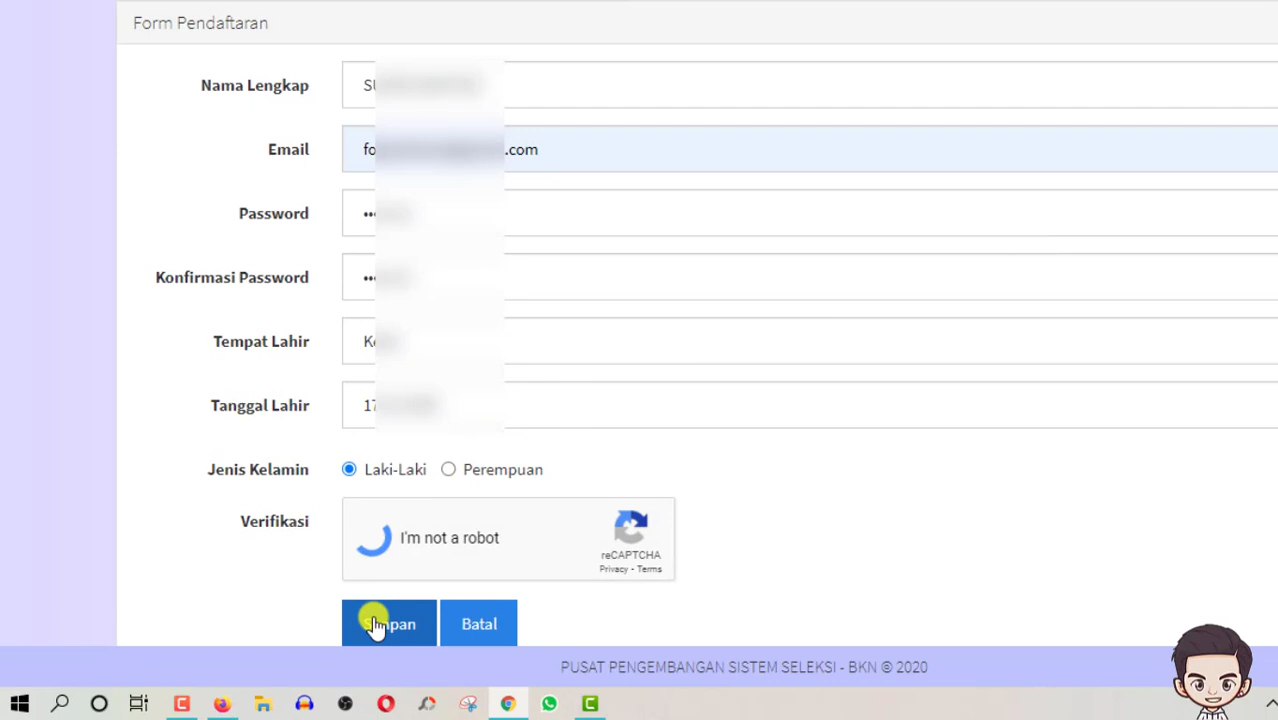 Form Pendaftaran
Nama Lengkap
Email
.com
Password
Konfirmasi Password
Tempat Lahir
Tanggal Lahir
Jenis Kelamin Laki-Laki Perempuan
Verifikasi
I'm not a robot
reCAPTCHA
Privacy - Terms
Batal
PUSAT PENGEMBANGAN SISTEM SELEKSI - BKN © 2020